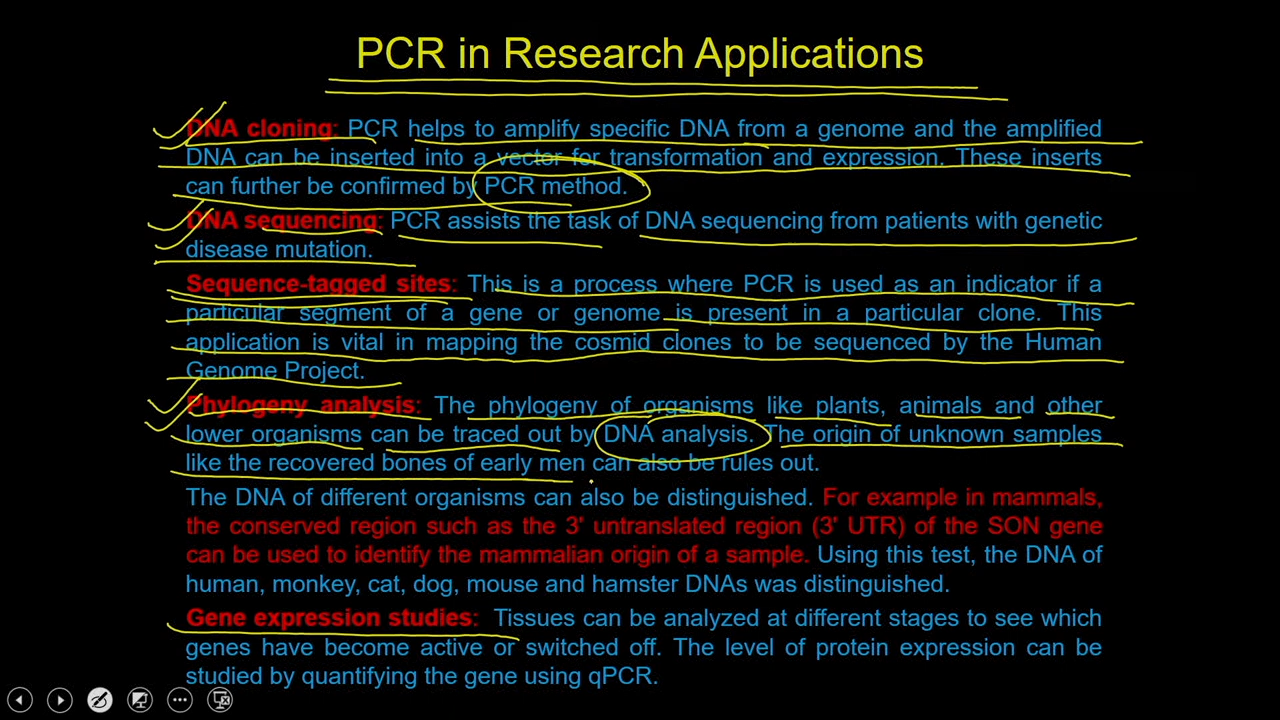 PCR in Research Applications
DNA cloning: PCR helps to amplify specific DNA from a genome and the amplified
DNA can be inserted into a vector for transformation and expression. These inserts
can further be confirmed by PCR method.
DNA sequencing: PCR assists the task of DNA sequencing from patients with genetic
disease mutation.
Sequence-tagged sites: This is a process where PCR is used as an indicator if a
particular segment of a gene or genome is present in a particular clone. This
application is vital in mapping the cosmid clones to be sequenced by the Human
Genome Project.
Phylogeny analysis: The phylogeny of organisms like plants, animals and other
lower organisms can be traced out by DNA analysis. The origin of unknown samples
like the recovered bones of early men can also be rules out.
The DNA of different organisms can also be distinguished. For example in mammals,
the conserved region such as the 3' untranslated region (3' UTR) of the SON gene
can be used to identify the mammalian origin of a sample. Using this test, the DNA of
human, monkey, cat, dog, mouse and hamster DNAs was distinguished.
Gene expression studies: Tissues can be analyzed at different stages to see which
genes have become active or switched off. The level of protein expression can be
studied by quantifying the gene using qPCR.